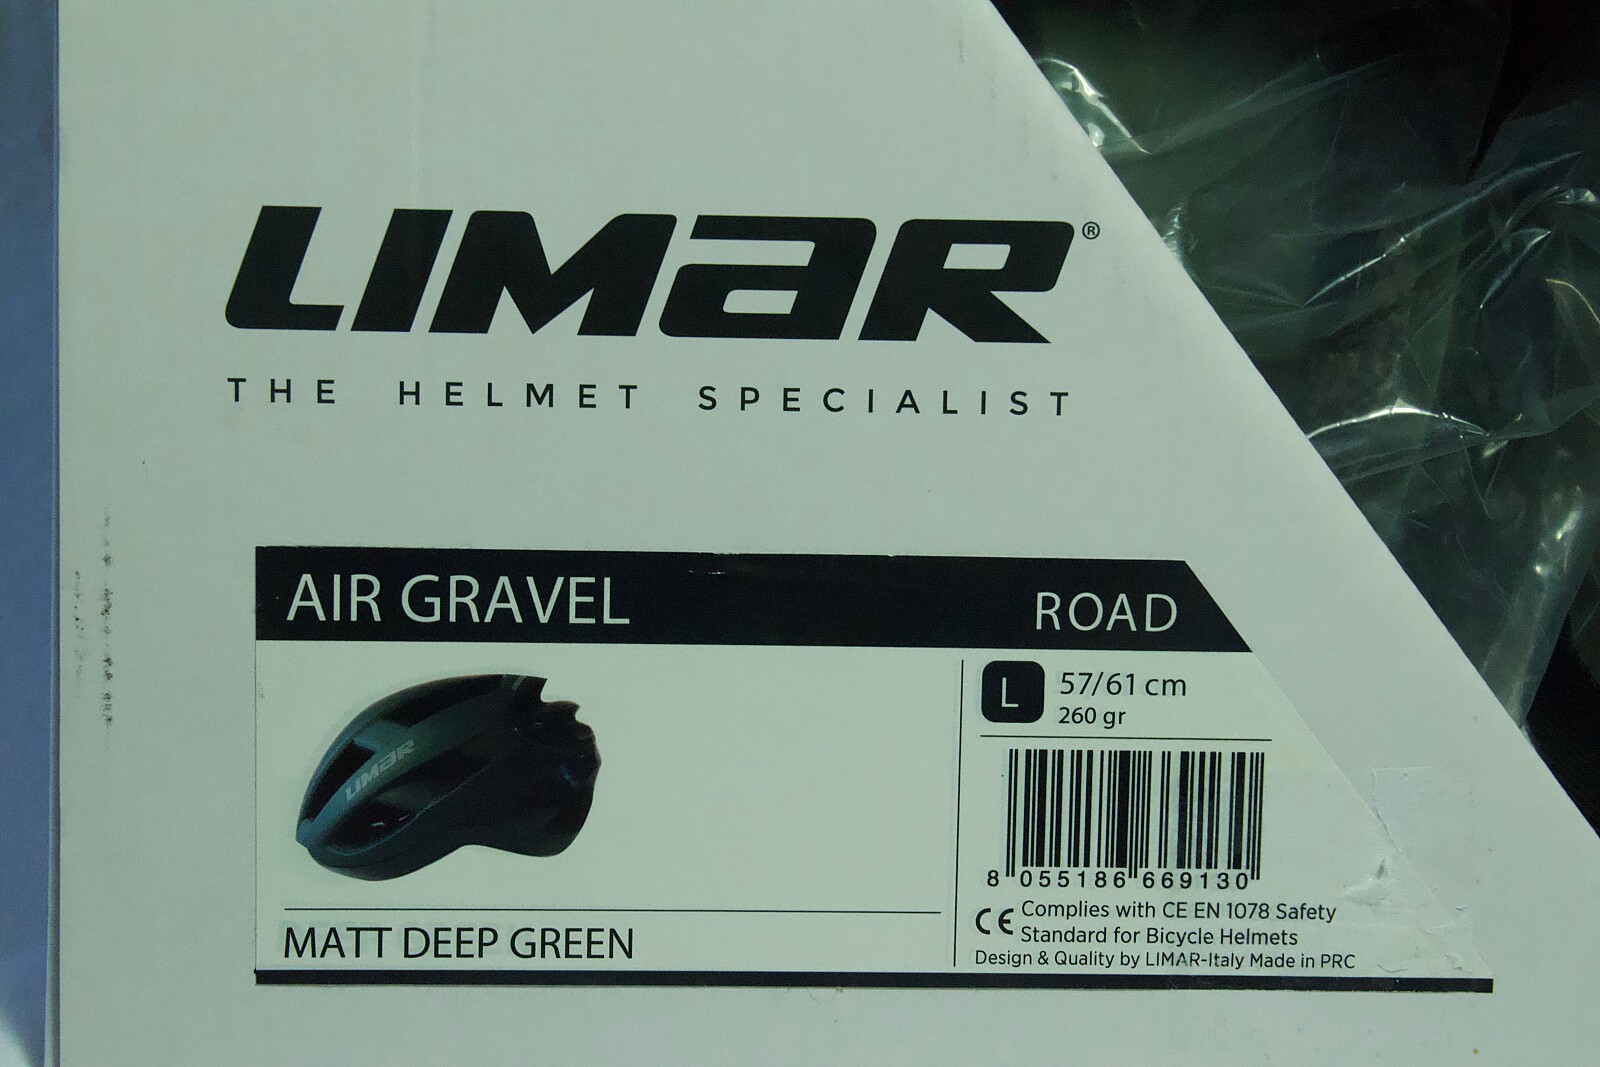 LIMAR®
THE HELMET SPECIALIST
AIR GRAVEL ROAD
LIMAR
L 57/61 cm
260 gr
8 055186 669130
CE Complies with CE EN 1078 Safety
Standard for Bicycle Helmets
Design & Quality by LIMAR-Italy Made in PRC
MATT DEEP GREEN